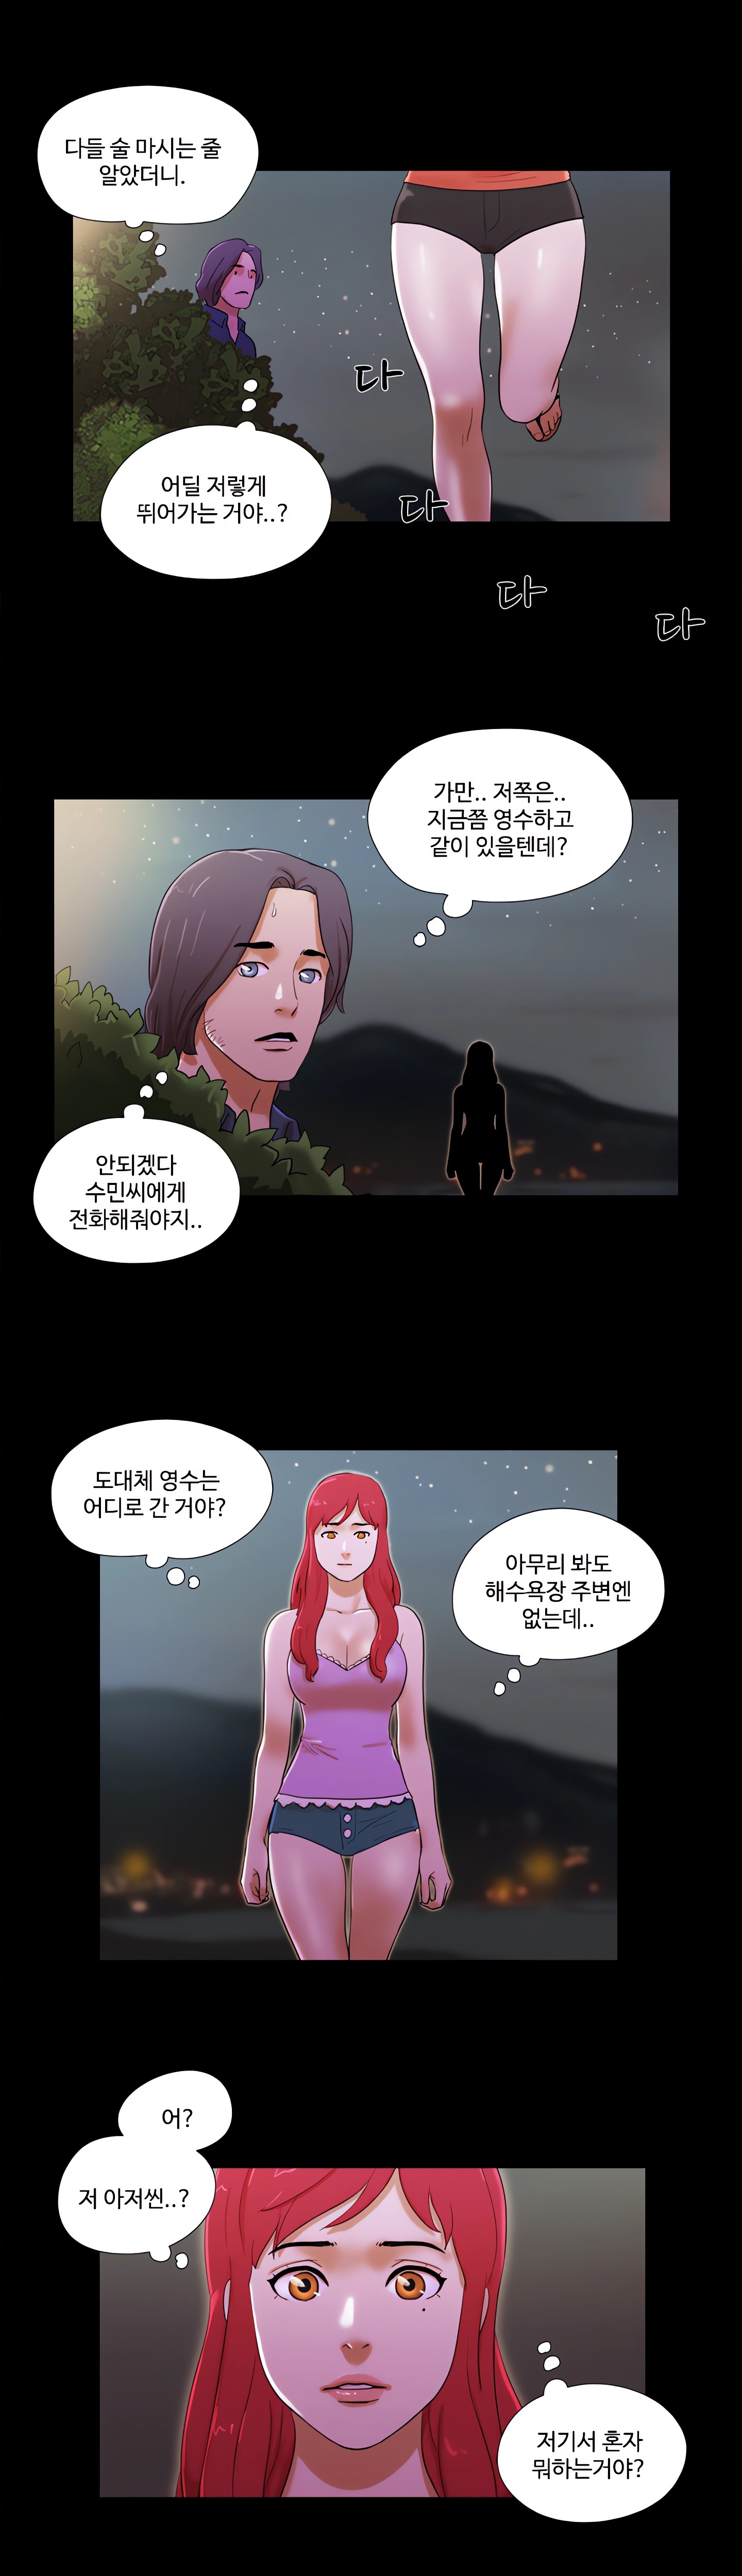 다들 술 마시는 줄
알았더니.
다
어딜 저렇게
뛰어가는 거야..?
다
다
다
가만.. 저쪽은..
지금쯤 영수하고
같이 있을텐데?
안되겠다
수민씨에게
전화해줘야지..
도대체 영수는
어디로 간 거야?
아무리 봐도
해수욕장 주변엔
없는데..
어?
저 아저씬..?
저기서 혼자
뭐하는거야?